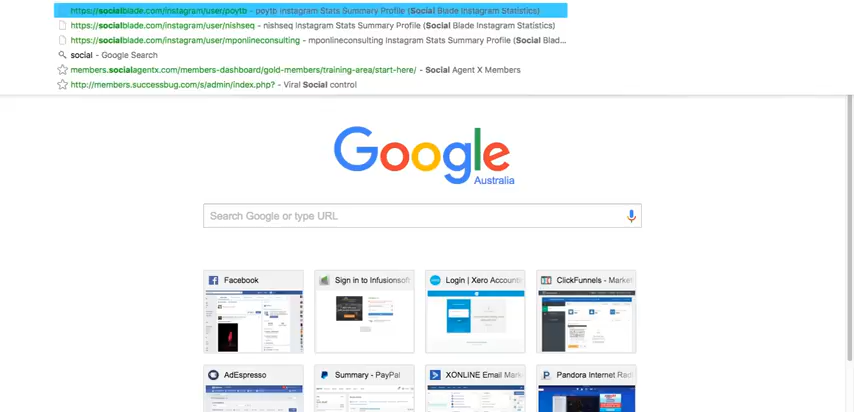 https://socialblade.com/instagram/user/poytb - poytb Instagram Stats Summary Profile (Social Blade Instagram Statistics)
https://socialblade.com/instagram/user/nishseq - nishseq Instagram Stats Summary Profile (Social Blade Instagram Statistics)
https://socialblade.com/instagram/user/mponlineconsulting - mponlineconsulting Instagram Stats Summary Profile (Social Blad...
social - Google Search
members.socialagentx.com/members-dashboard/gold-members/training-area/start-here/ - Social Agent X Members
http://members.successbug.com/s/admin/index.php? - Viral Social control
Google
Australia
Search Google or type URL
Facebook
Sign in to Infusionsoft
Login | Xero Accounti
ClickFunnels - Market
AdEspresso
Summary - PayPal
XONLINE Email Mark
Pandora Internet Radi